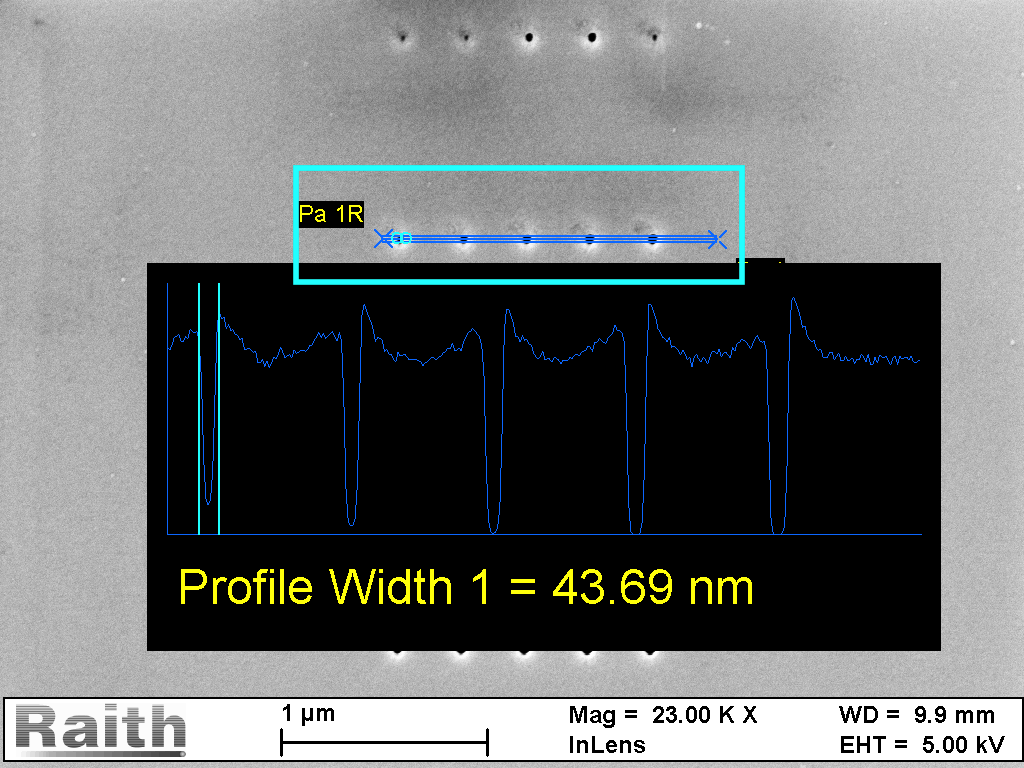 Pa 1R
Profile Width 1 = 43.69 nm
Raith
1 µm
Mag = 23.00 K X
WD = 9.9 mm
InLens
EHT = 5.00 kV